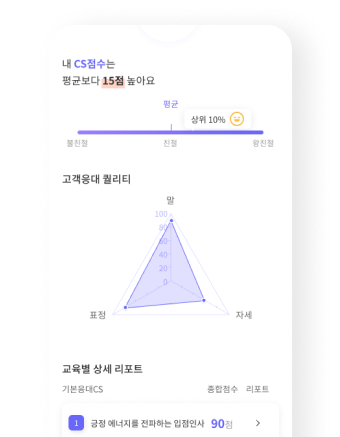 내 CS점수는
평균보다 15점 높아요
평균
상위 10%
불친절 친절 왕친절
고객응대 퀄리티
말
100
80
60
40
20
0
표정 자세
교육별 상세 리포트
기본응대CS 종합점수 리포트
1 긍정 에너지를 전파하는 입점인사 90점 >